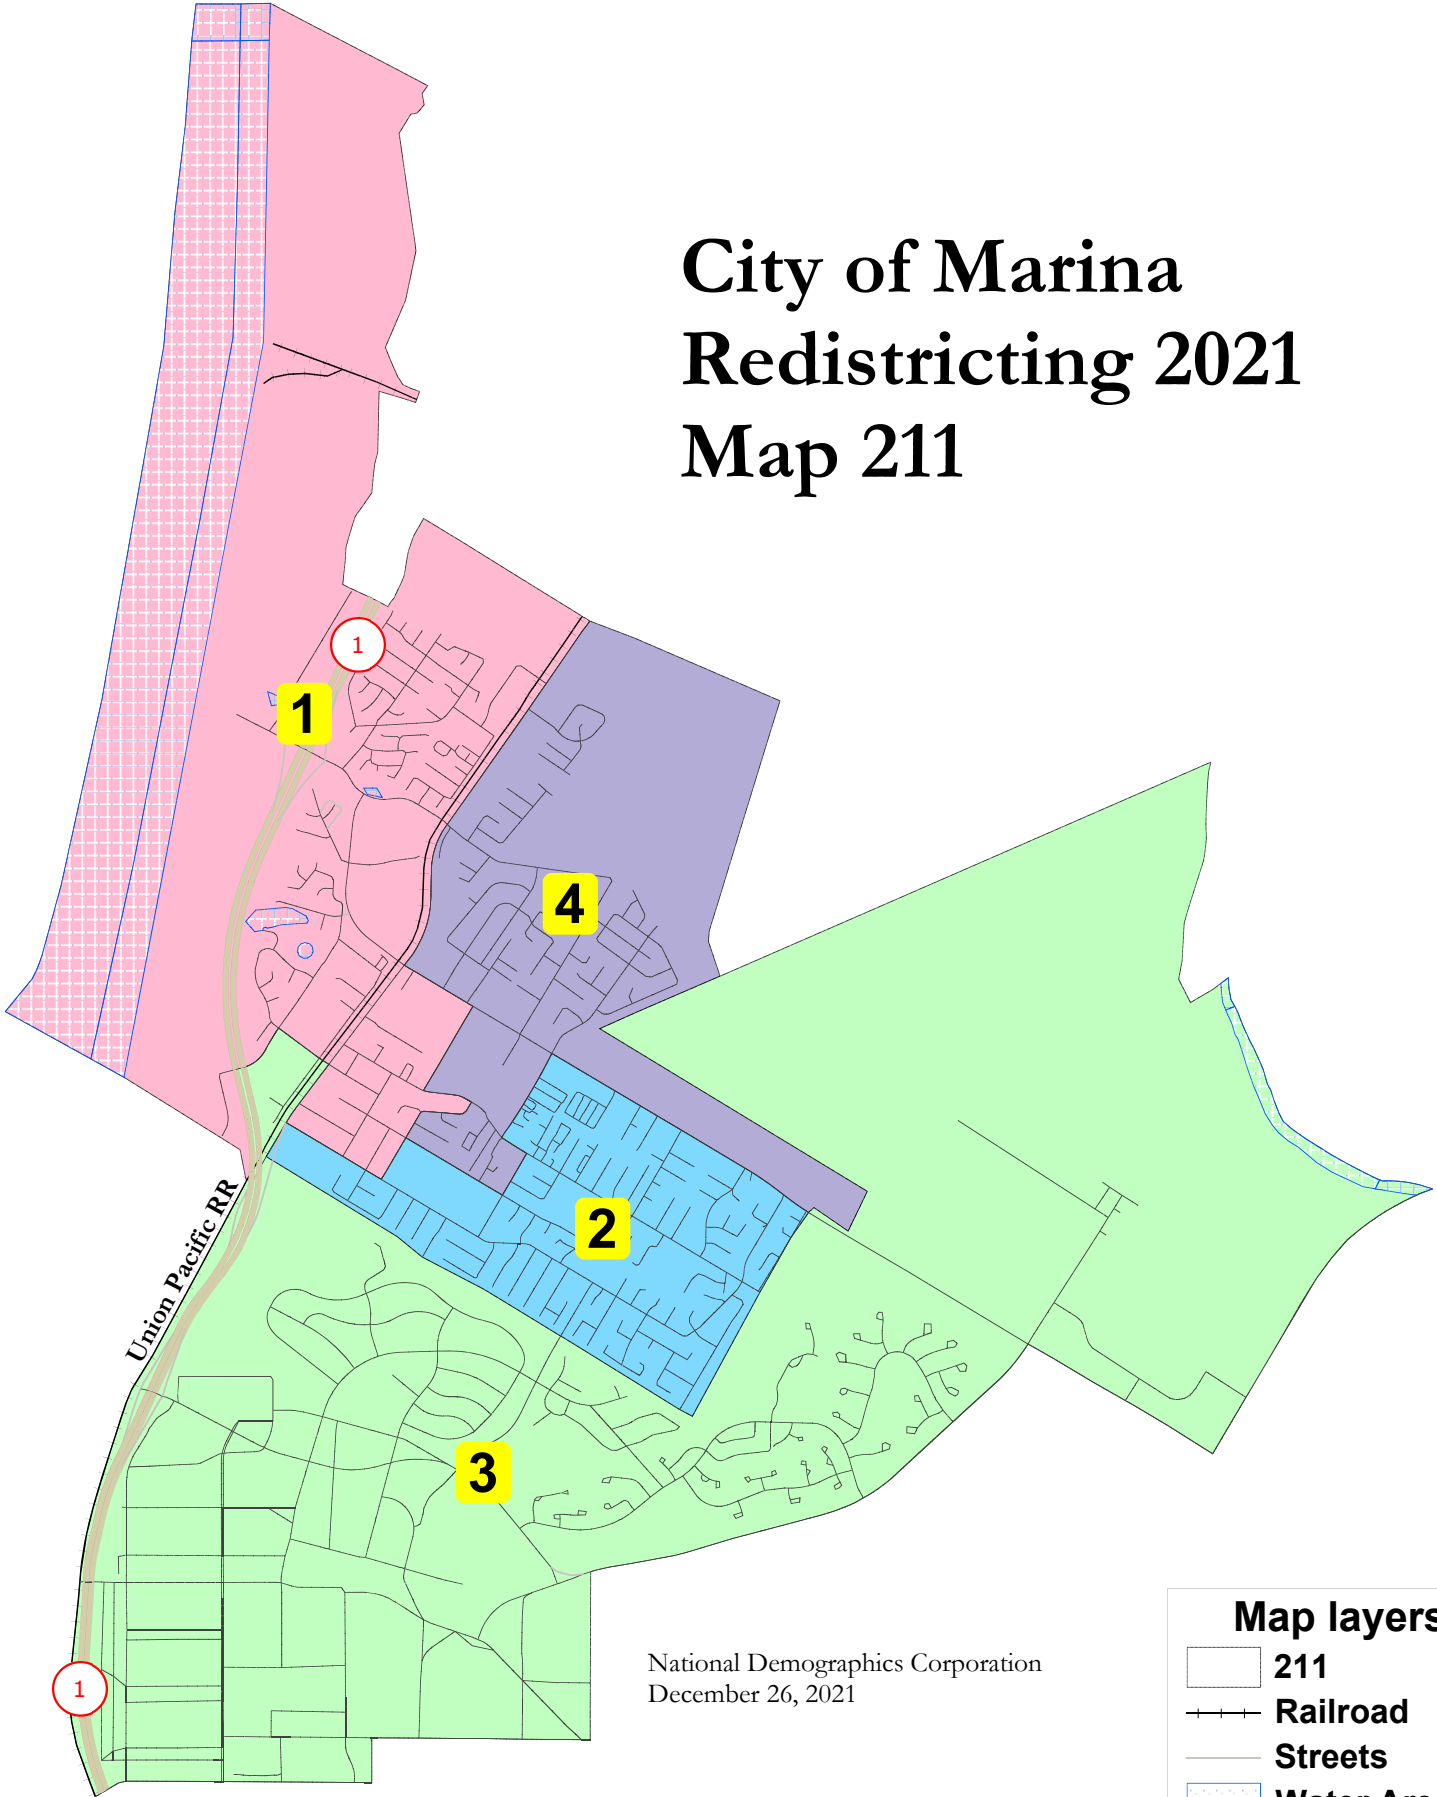 City of Marina
Redistricting 2021
Map 211
1
1
4
2
Union Pacific RR
3
1
National Demographics Corporation
December 26, 2021
Map layers
211
Railroad
Streets
Water